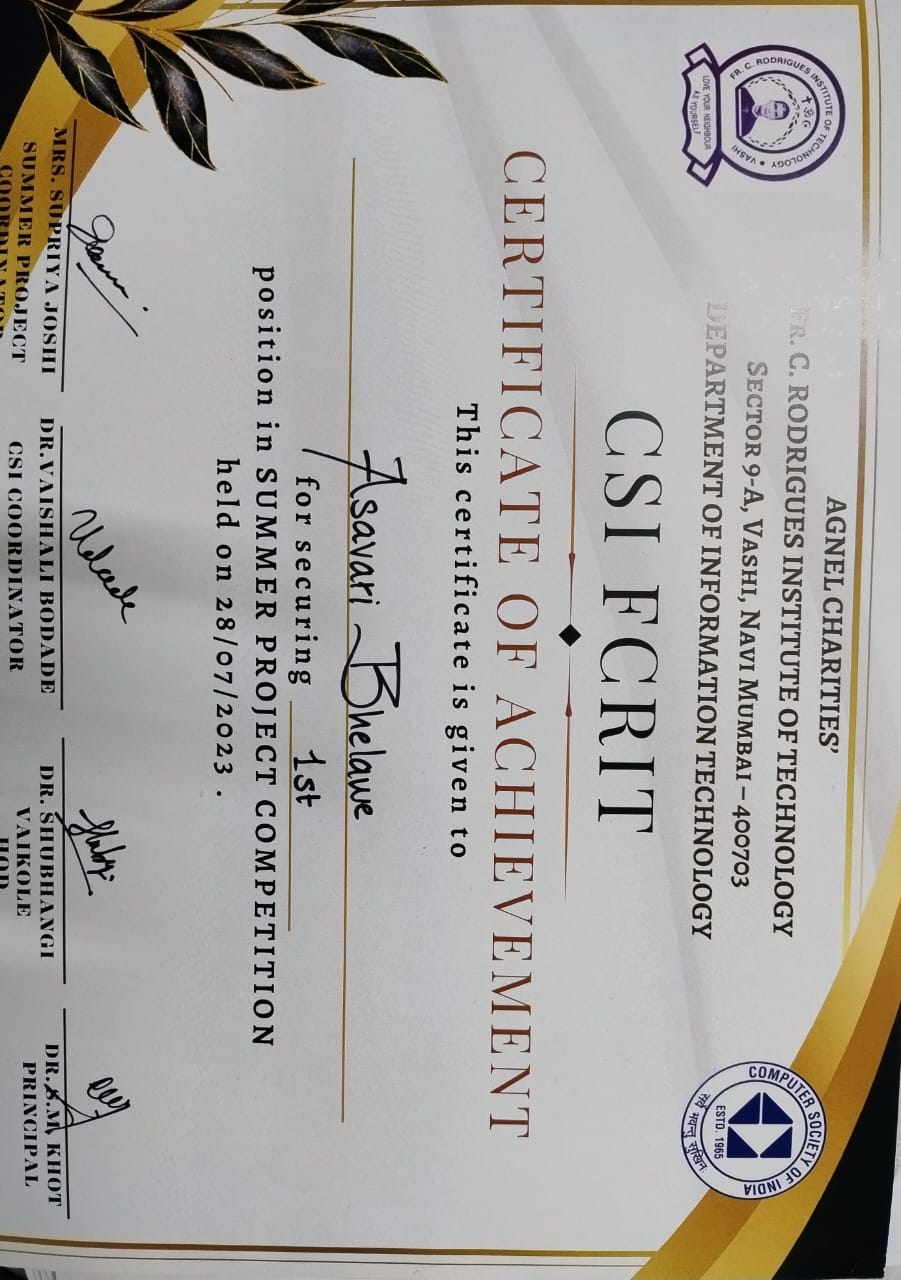 FR. C. RODRIGUES INSTITUTE OF TECHNOLOGY • VASHI
LOVE YOUR NEIGHBOUR
AS YOURSELF
AGNEL CHARITIES'
FR. C. RODRIGUES INSTITUTE OF TECHNOLOGY
SECTOR 9-A, VASHI, NAVI MUMBAI – 400703
DEPARTMENT OF INFORMATION TECHNOLOGY
COMPUTER SOCIETY OF INDIA
ESTD. 1965
सर्वे भवन्तु सुखिनः
CSI FCRIT
CERTIFICATE OF ACHIEVEMENT
This certificate is given to
Asavari Bhelawe
for securing 1st
position in SUMMER PROJECT COMPETITION
held on 28/07/2023 .
MRS. SUPRIYA JOSHI
SUMMER PROJECT
COORDINATOR
DR.VAISHALI BODADE
CSI COORDINATOR
DR. SHUBHANGI
VAIKOLE
HOD
DR.S.M. KHOT
PRINCIPAL